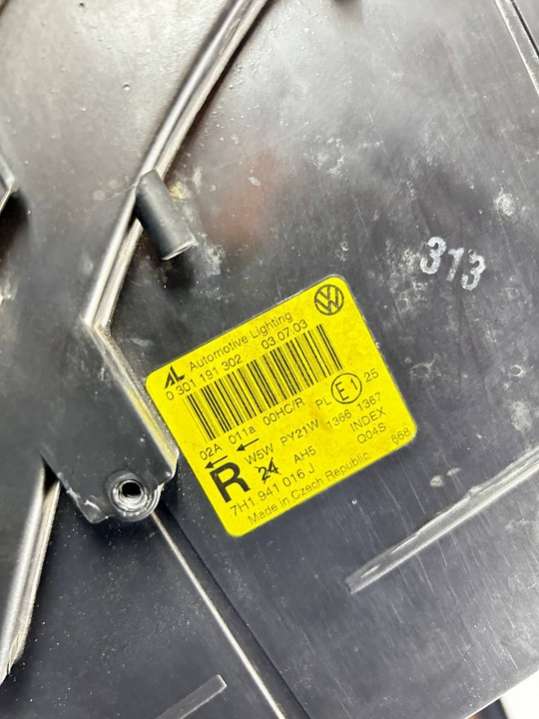 AL Automotive Lighting
0 301 191 302 03.07.03
02A 011a 00HC/R PL E1 25
W5W PY21W 1366 1367
R 24 AH5 INDEX
7H1.941 016 J Q04S
Made in Czech Republic 668
313